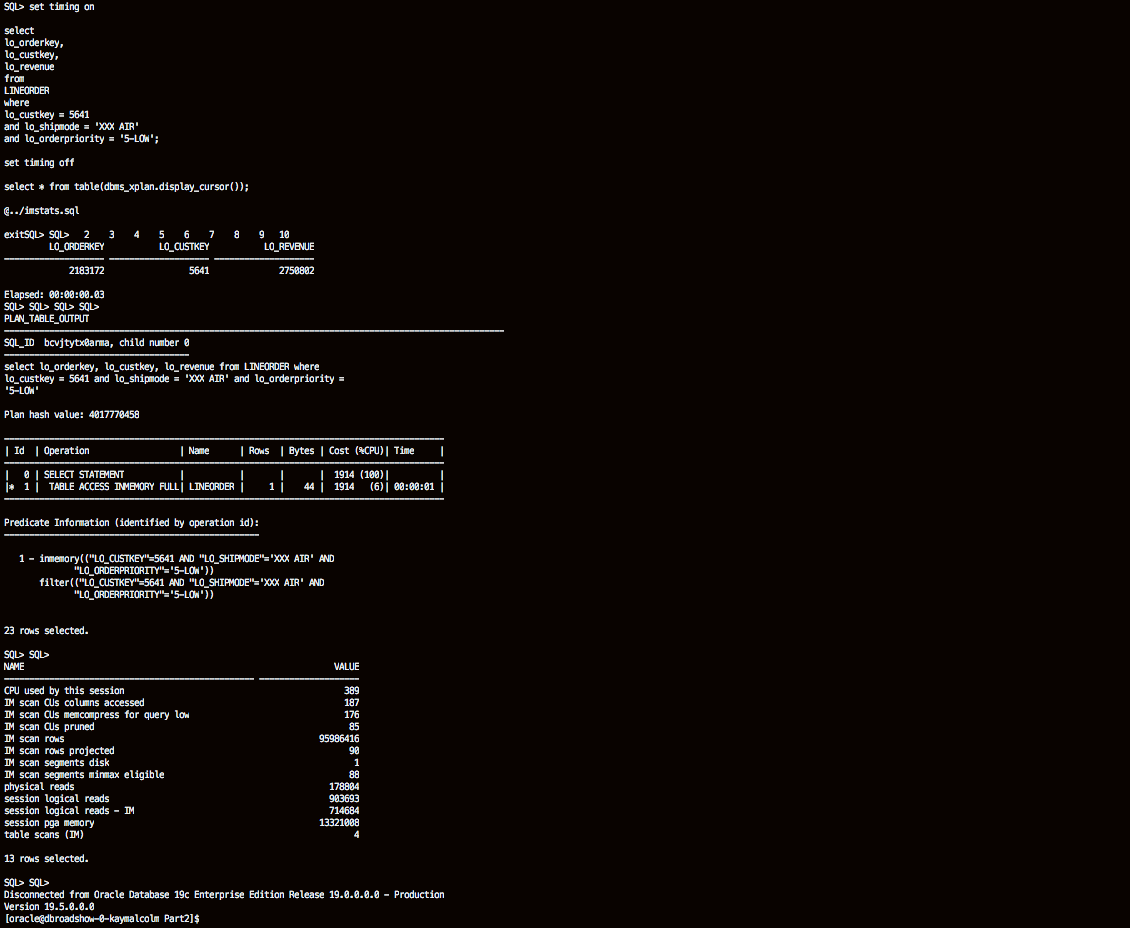 SQL> set timing on
select
lo_orderkey,
lo_custkey,
lo_revenue
from
LINEORDER
where
lo_custkey = 5641
and lo_shipmode = 'XXX AIR'
and lo_orderpriority = '5-LOW';
set timing off
select * from table(dbms_xplan.display_cursor());
@../imstats.sql
exitSQL> SQL>   2    3    4    5    6    7    8    9   10
LO_ORDERKEY           LO_CUSTKEY           LO_REVENUE
-------------------- -------------------- --------------------
2183172                 5641              2750802
Elapsed: 00:00:00.03
SQL> SQL> SQL> SQL>
PLAN_TABLE_OUTPUT
----------------------------------------------------------------------------------------------------
SQL_ID  bcvjtytx0arma, child number 0
-------------------------------------
select lo_orderkey, lo_custkey, lo_revenue from LINEORDER where
lo_custkey = 5641 and lo_shipmode = 'XXX AIR' and lo_orderpriority =
'5-LOW'
Plan hash value: 4017770458
----------------------------------------------------------------------------------------
| Id  | Operation                  | Name      | Rows  | Bytes | Cost (%CPU)| Time     |
----------------------------------------------------------------------------------------
|   0 | SELECT STATEMENT           |           |       |       |  1914 (100)|          |
|*  1 |  TABLE ACCESS INMEMORY FULL| LINEORDER |     1 |    44 |  1914   (6)| 00:00:01 |
----------------------------------------------------------------------------------------
Predicate Information (identified by operation id):
---------------------------------------------------
1 - inmemory(("LO_CUSTKEY"=5641 AND "LO_SHIPMODE"='XXX AIR' AND
"LO_ORDERPRIORITY"='5-LOW'))
filter(("LO_CUSTKEY"=5641 AND "LO_SHIPMODE"='XXX AIR' AND
"LO_ORDERPRIORITY"='5-LOW'))
23 rows selected.
SQL> SQL>
NAME                                                              VALUE
-------------------------------------------------- --------------------
CPU used by this session                                            389
IM scan CUs columns accessed                                        187
IM scan CUs memcompress for query low                               176
IM scan CUs pruned                                                   85
IM scan rows                                                   95986416
IM scan rows projected                                               90
IM scan segments disk                                                 1
IM scan segments minmax eligible                                     88
physical reads                                                   178804
session logical reads                                            903693
session logical reads - IM                                       714684
session pga memory                                             13321008
table scans (IM)                                                      4
13 rows selected.
SQL> SQL>
Disconnected from Oracle Database 19c Enterprise Edition Release 19.0.0.0.0 - Production
Version 19.5.0.0.0
[oracle@dbroadshow-0-kaymalcolm Part2]$